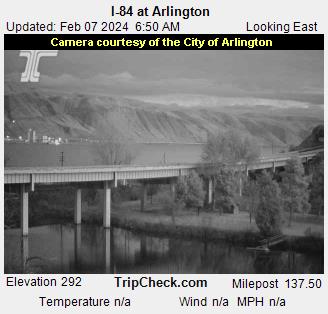 I-84 at Arlington
Updated: Feb 07 2024 6:50 AM Looking East
Camera courtesy of the City of Arlington
Elevation 292 TripCheck.com Milepost 137.50
Temperature n/a Wind n/a MPH n/a